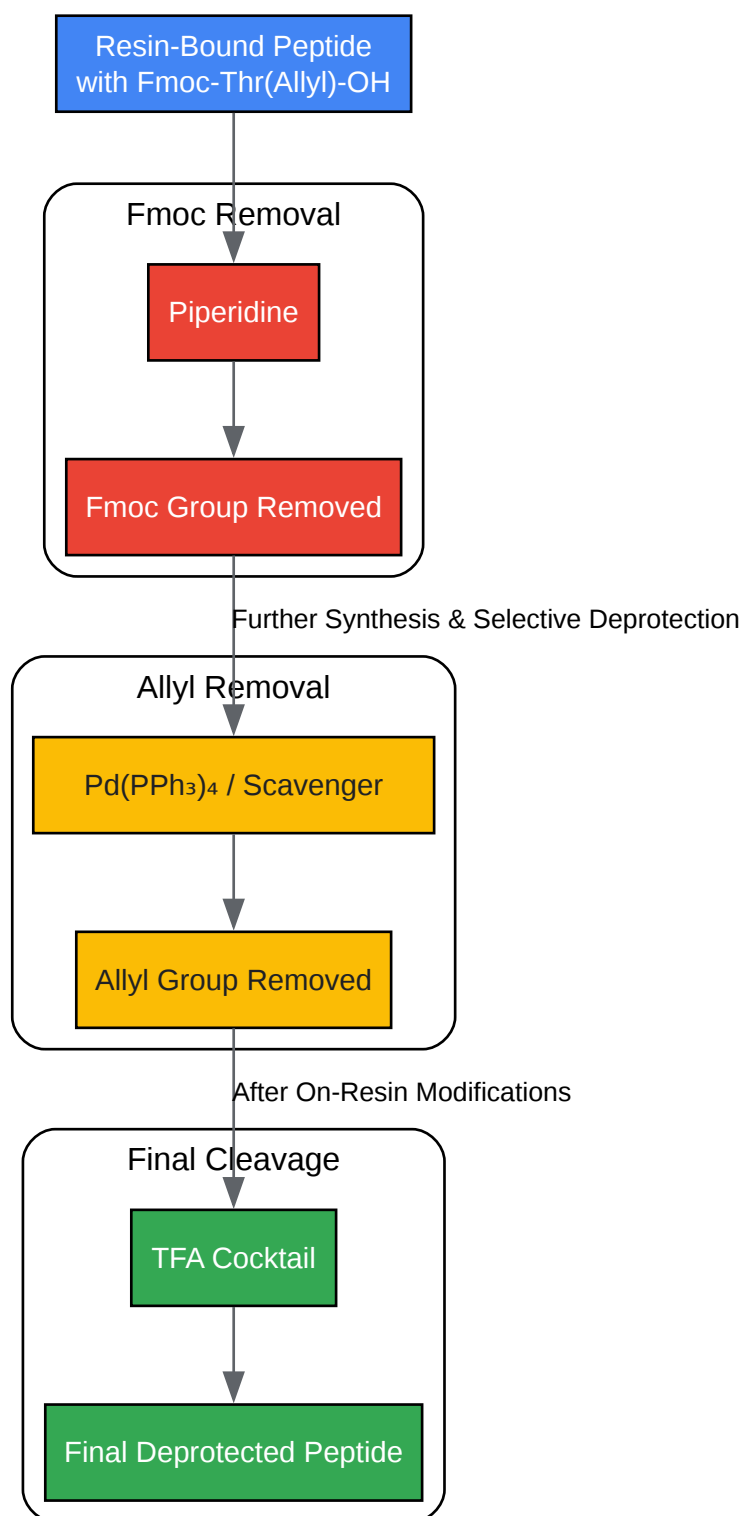 Resin-Bound Peptide
with Fmoc-Thr(Allyl)-OH
Fmoc Removal
Piperidine
Fmoc Group Removed
Further Synthesis & Selective Deprotection
Allyl Removal
Pd(PPh₃)₄ / Scavenger
Allyl Group Removed
After On-Resin Modifications
Final Cleavage
TFA Cocktail
Final Deprotected Peptide